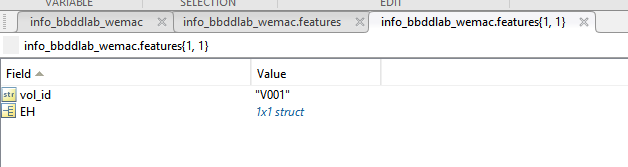 VARIABLE SELECTION EDIT
info_bbddlab_wemac info_bbddlab_wemac.features info_bbddlab_wemac.features{1, 1}
info_bbddlab_wemac.features{1, 1}
Field Value
str vol_id "V001"
EH 1x1 struct